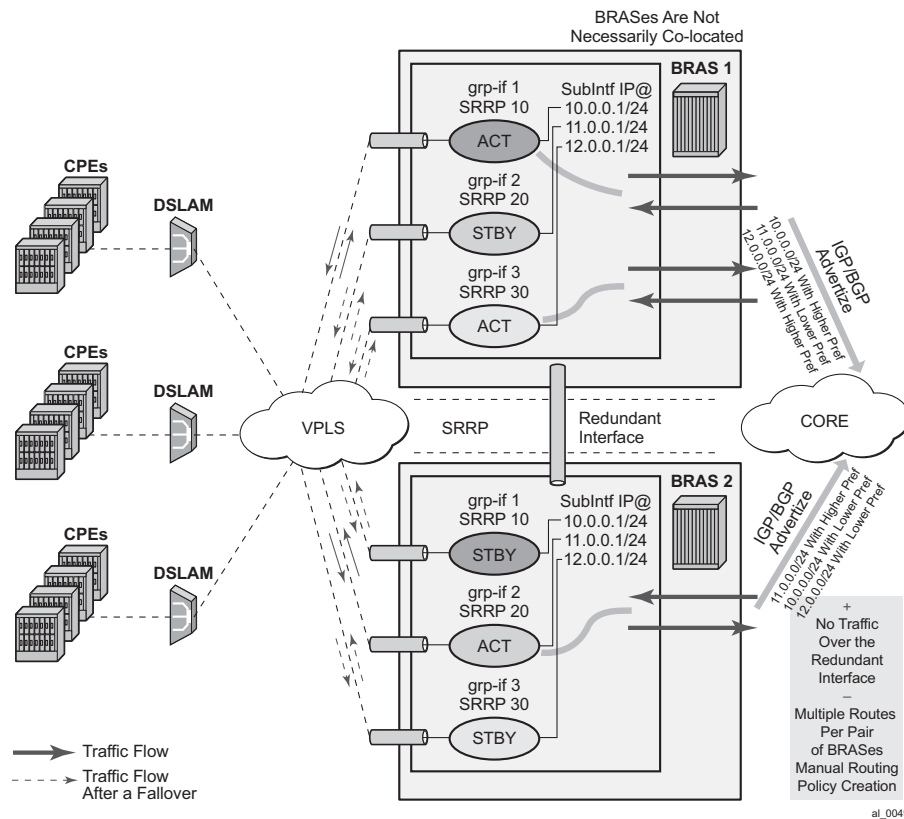 BRASes Are Not
Necessarily Co-located
BRAS 1
grp-if 1
SRRP 10
ACT
SubIntf IP@
10.0.0.1/24
11.0.0.1/24
12.0.0.1/24
grp-if 2
SRRP 20
STBY
grp-if 3
SRRP 30
ACT
CPEs
DSLAM
CPEs
DSLAM
CPEs
DSLAM
VPLS
SRRP
Redundant
Interface
IGP/BGP
Advertize
10.0.0.0/24 With Higher Pref
11.0.0.0/24 With Lower Pref
12.0.0.0/24 With Higher Pref
CORE
BRAS 2
grp-if 1
SRRP 10
STBY
SubIntf IP@
10.0.0.1/24
11.0.0.1/24
12.0.0.1/24
grp-if 2
SRRP 20
ACT
grp-if 3
SRRP 30
STBY
IGP/BGP
Advertize
11.0.0.0/24 With Higher Pref
10.0.0.0/24 With Lower Pref
12.0.0.0/24 With Lower Pref
+
No Traffic
Over the
Redundant
Interface
–
Multiple Routes
Per Pair
of BRASes
Manual Routing
Policy Creation
Traffic Flow
Traffic Flow
After a Fallover